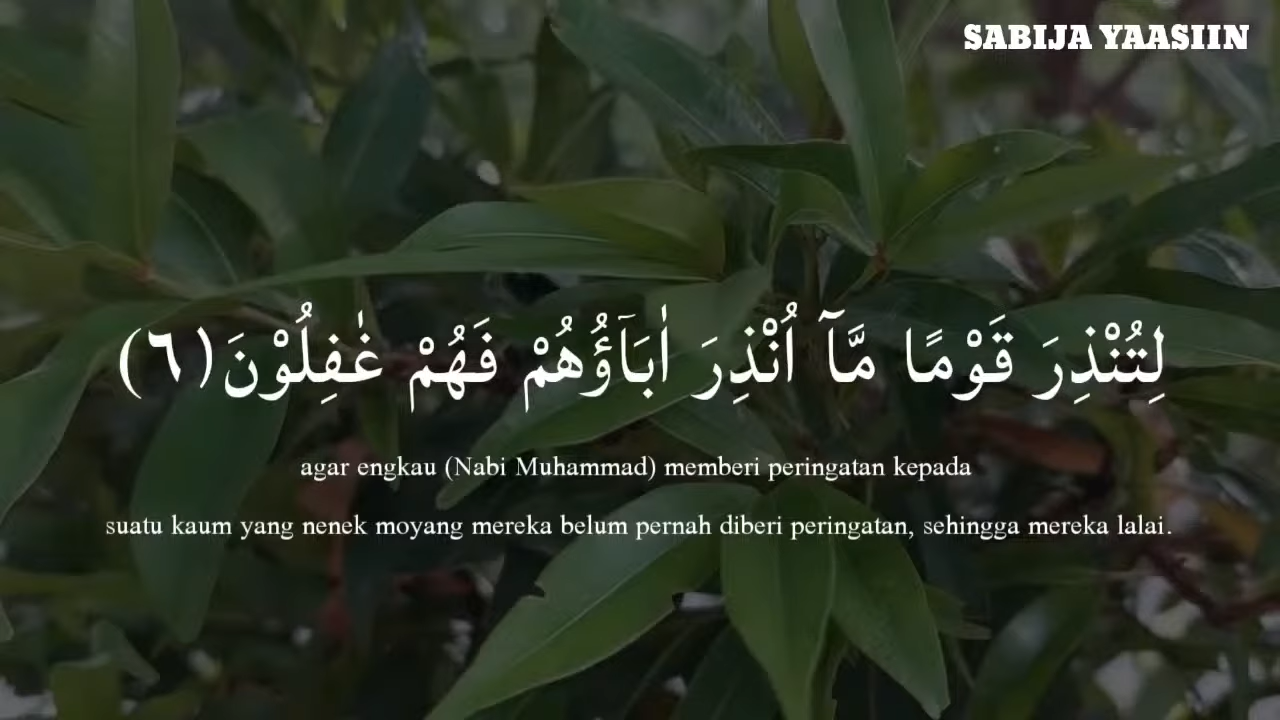 SABIJA YAASIIN
لِتُنْذِرَ قَوْمًا مَّآ اُنْذِرَ اٰبَاۤؤُهُمْ فَهُمْ غٰفِلُوْنَ(٦)
agar engkau (Nabi Muhammad) memberi peringatan kepada
suatu kaum yang nenek moyang mereka belum pernah diberi peringatan, sehingga mereka lalai.